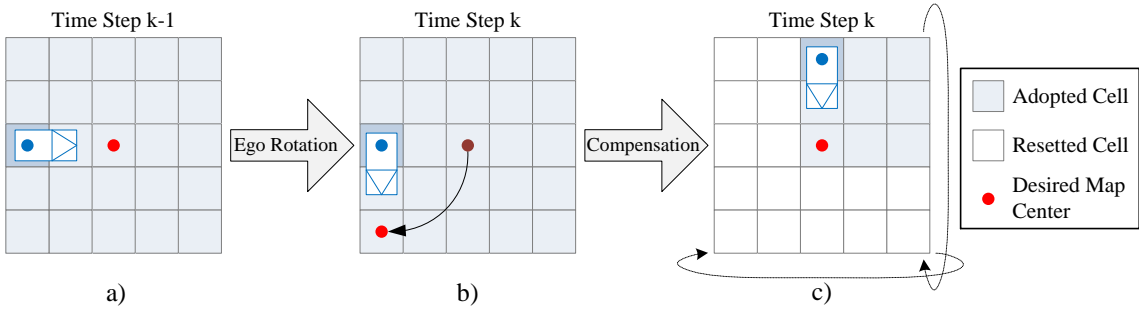 Time Step k-1
Time Step k
Time Step k
Ego Rotation
Compensation
Adopted Cell
Resetted Cell
Desired Map
Center
a)
b)
c)